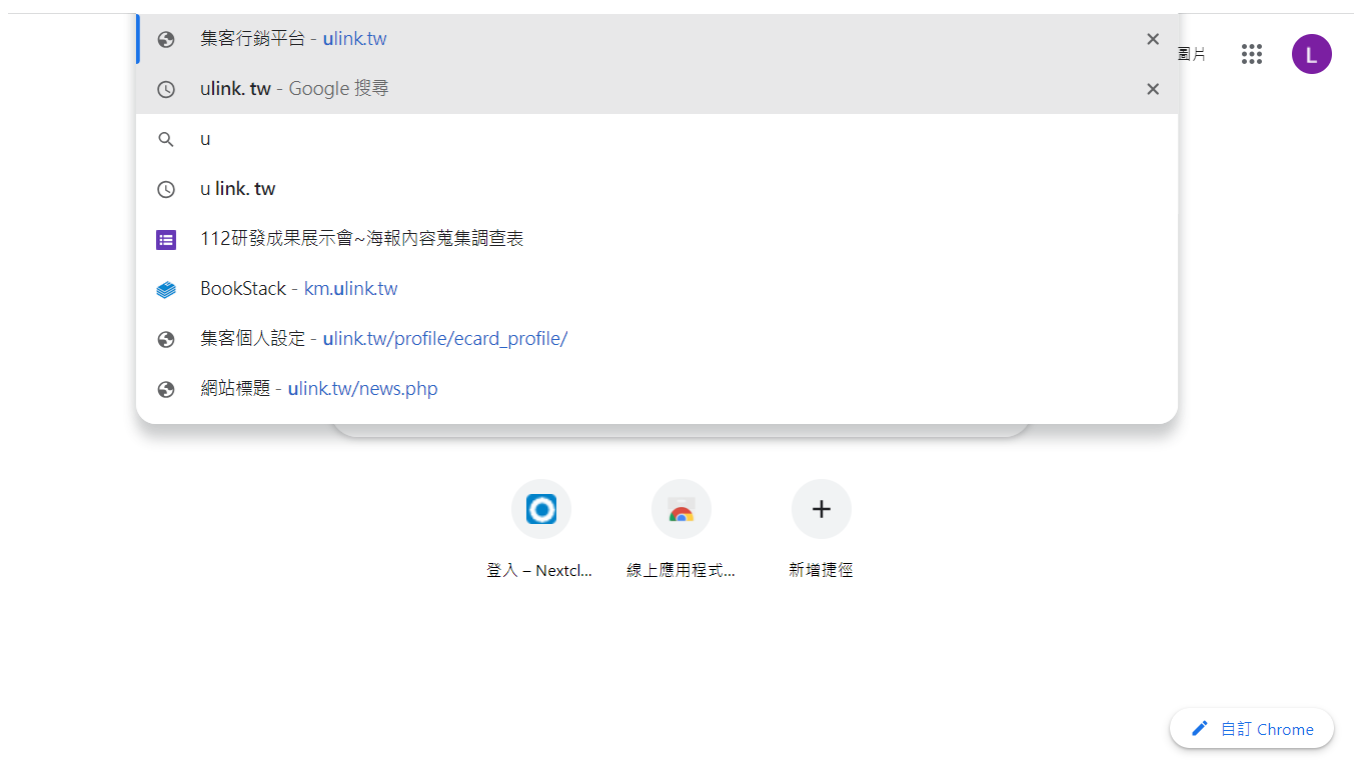 集客行銷平台 - ulink.tw
圖片
L
ulink. tw - Google 搜尋
u
u link. tw
112研發成果展示會~海報內容蒐集調查表
BookStack - km.ulink.tw
集客個人設定 - ulink.tw/profile/ecard_profile/
網站標題 - ulink.tw/news.php
登入 – Nextcl...
線上應用程式...
新增捷徑
自訂 Chrome